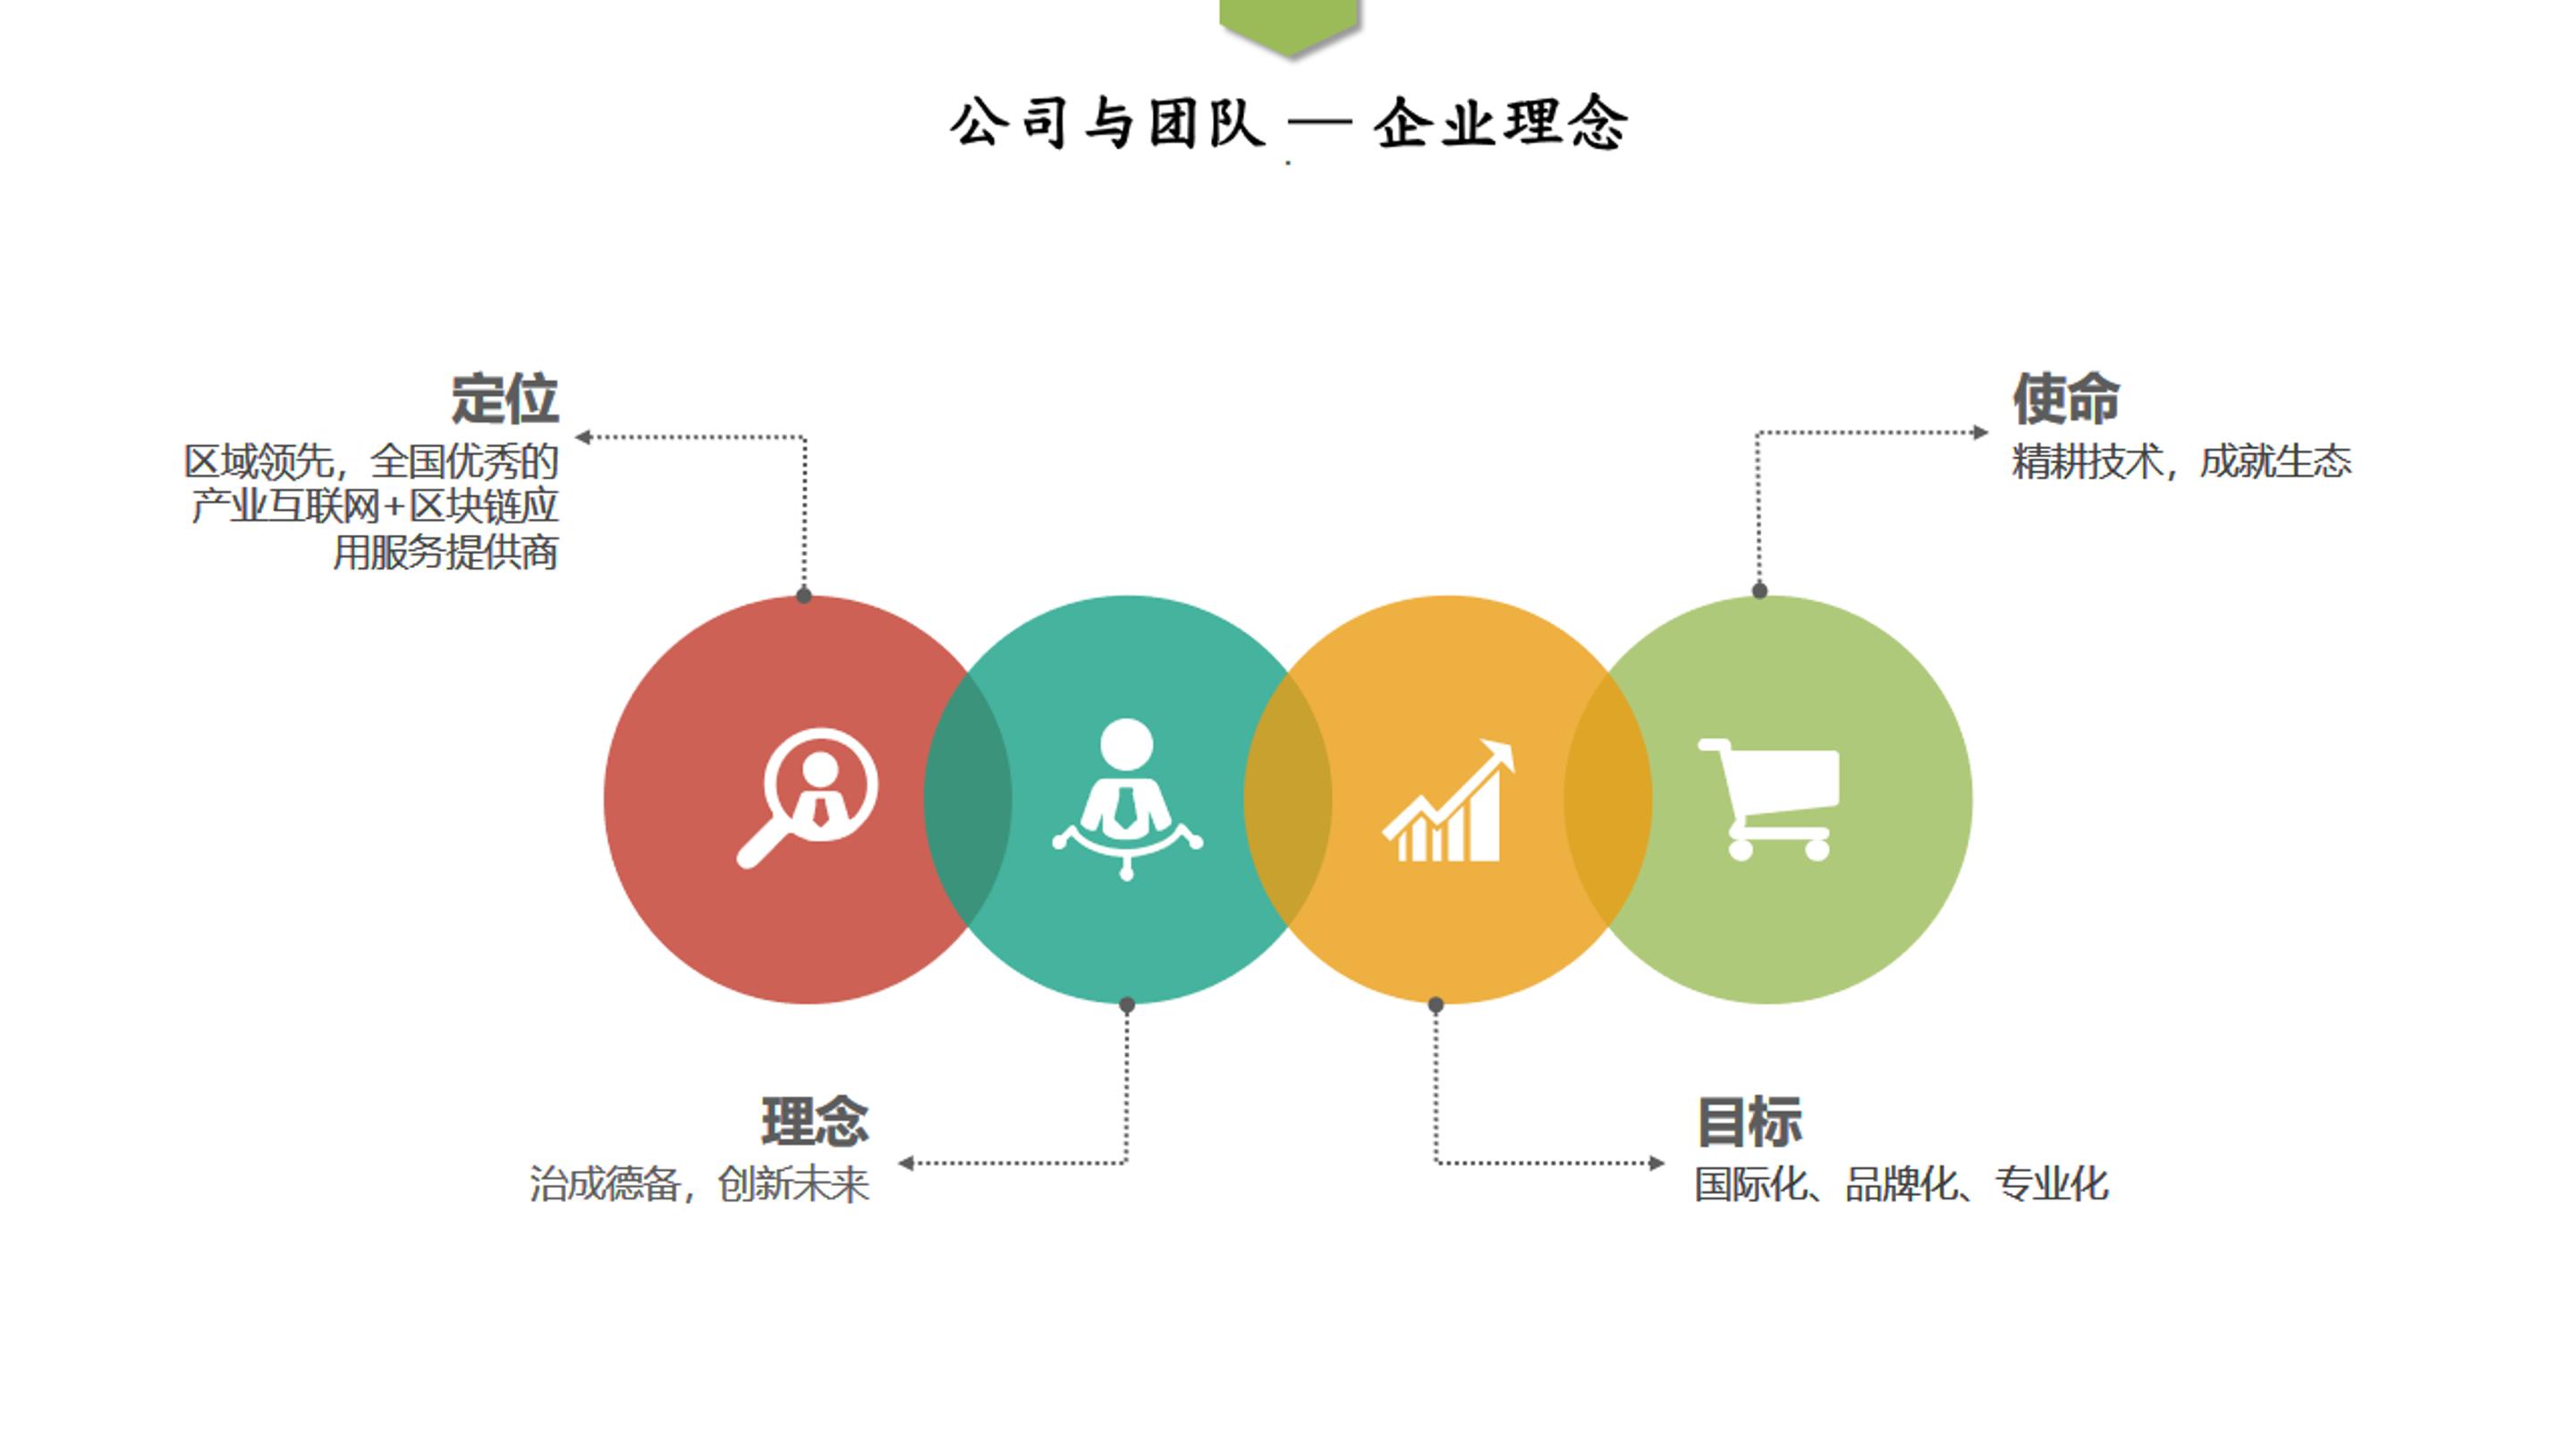 公司与团队 — 企业理念
定位
区域领先，全国优秀的
产业互联网+区块链应
用服务提供商
使命
精耕技术，成就生态
理念
治成德备，创新未来
目标
国际化、品牌化、专业化